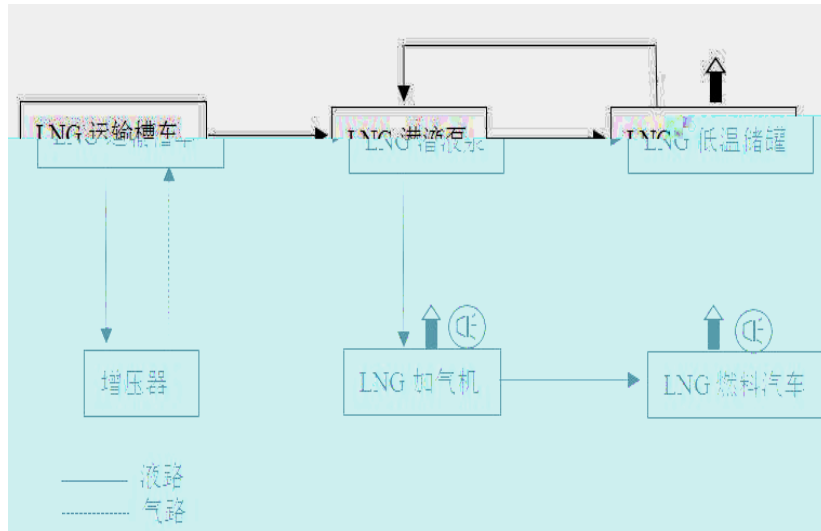 LNG 运输槽车
LNG 潜液泵
LNG 低温储罐
增压器
LNG 加气机
LNG 燃料汽车
液路
气路